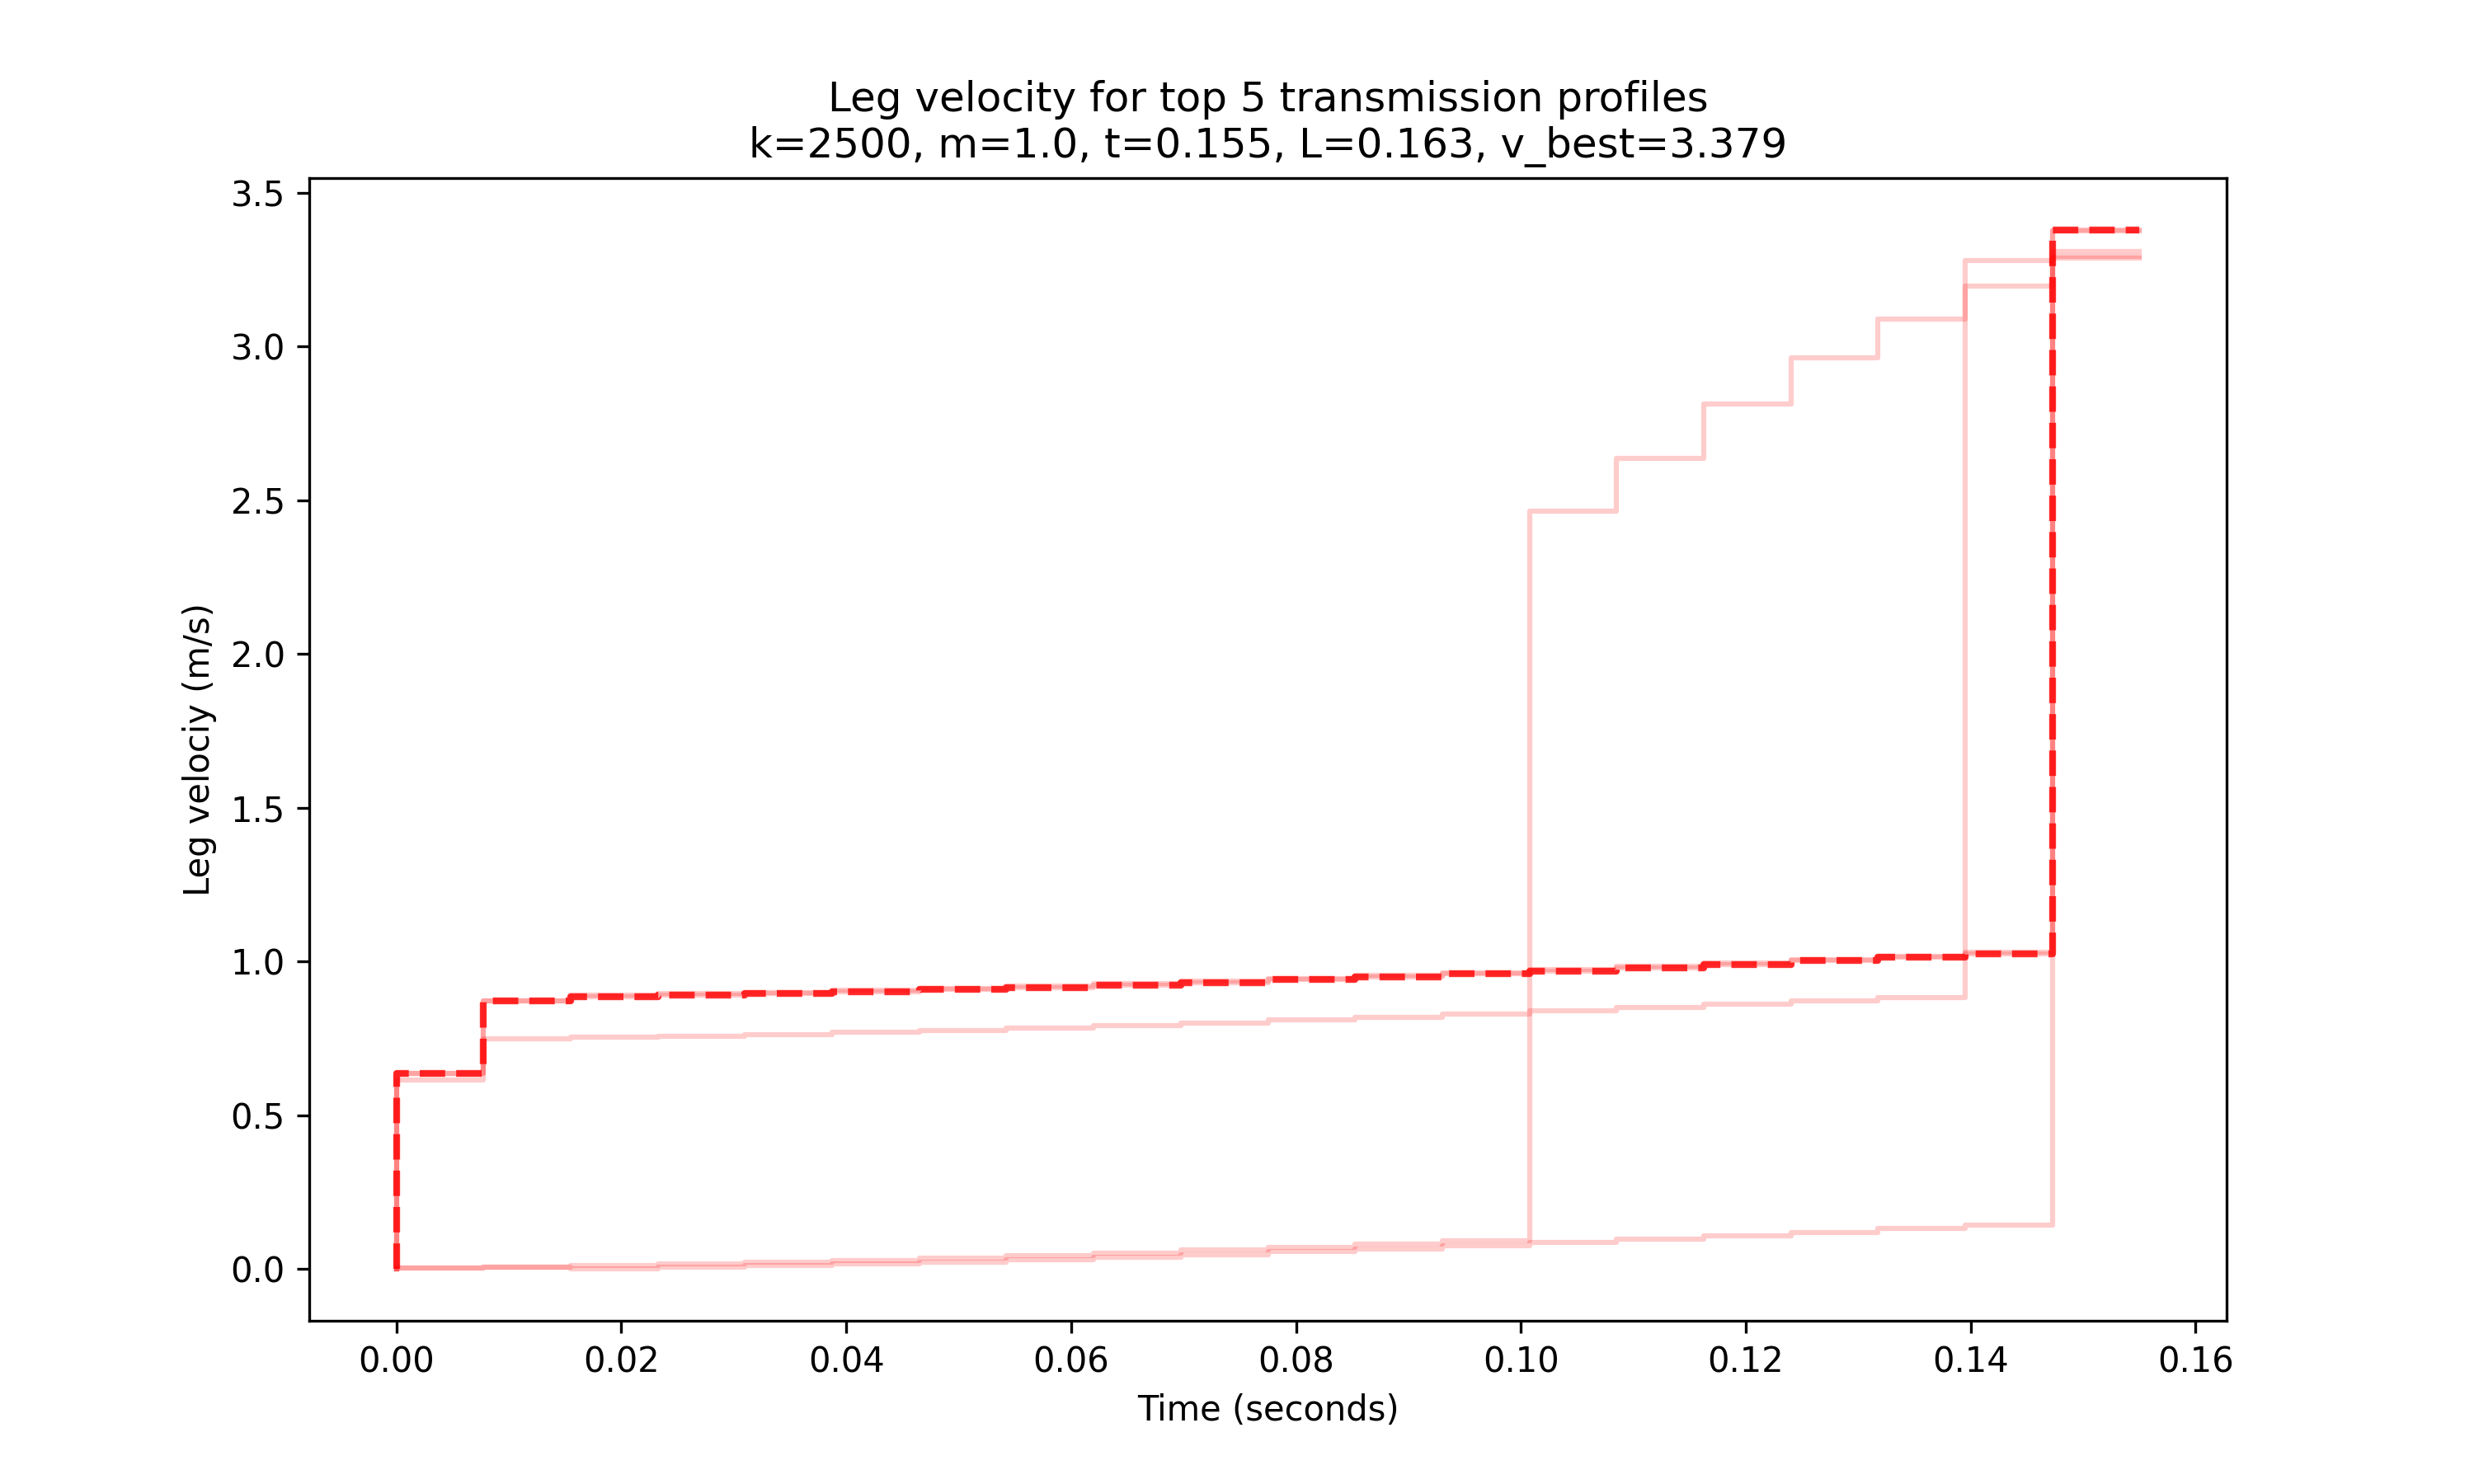 Leg velocity for top 5 transmission profiles
k=2500, m=1.0, t=0.155, L=0.163, v_best=3.379
3.5
3.0
2.5
2.0
1.5
1.0
0.5
0.0
Leg velociy (m/s)
0.00 0.02 0.04 0.06 0.08 0.10 0.12 0.14 0.16
Time (seconds)